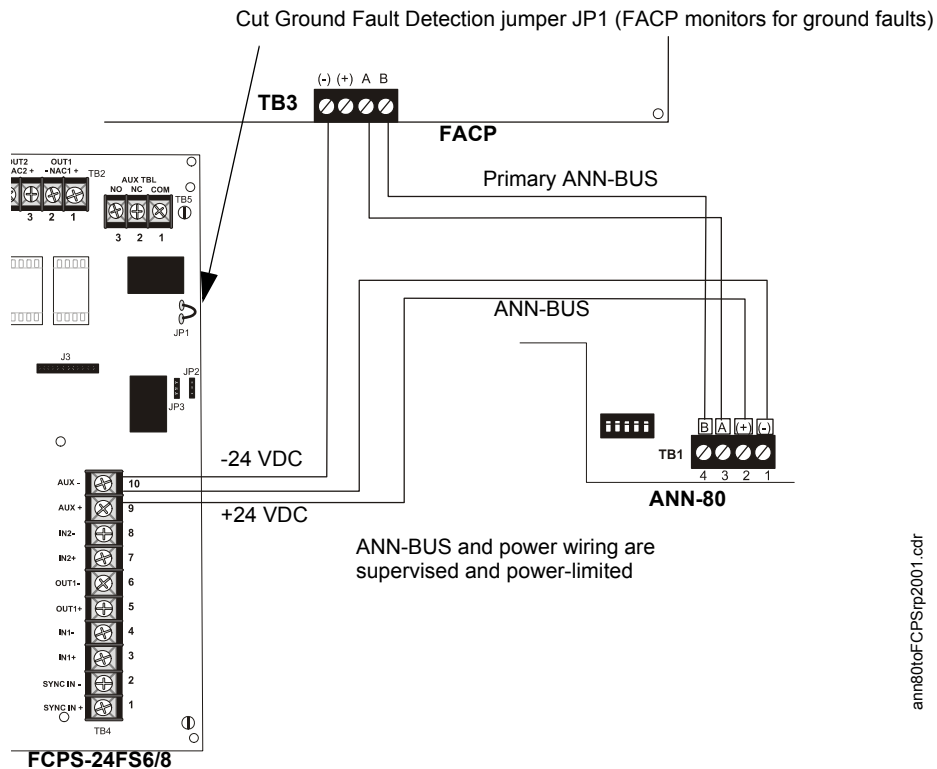 Cut Ground Fault Detection jumper JP1 (FACP monitors for ground faults)
(-) (+) A B
TB3
FACP
OUT1
- NAC1 +
TB2
3 2 1
AUX TBL
NO NC COM
TB5
3 2 1
Primary ANN-BUS
ANN-BUS
JP1
J3
JP2
JP3
B A (+) (-)
TB1
4 3 2 1
ANN-80
-24 VDC
+24 VDC
AUX - 10
AUX + 9
IN2- 8
IN2+ 7
OUT1- 6
OUT1+ 5
IN1- 4
IN1+ 3
SYNC IN - 2
SYNC IN + 1
TB4
FCPS-24FS6/8
ANN-BUS and power wiring are
supervised and power-limited
ann80toFCPSrp2001.cdr